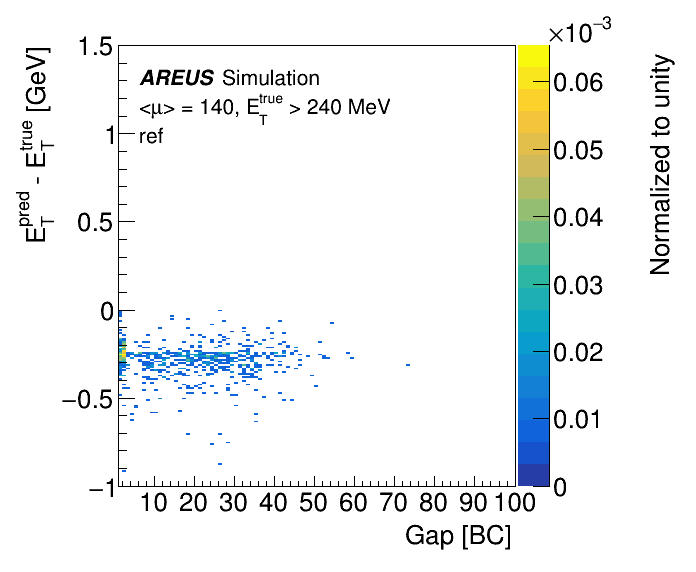 ×10⁻³
1.5
1
0.5
0
−0.5
−1
E_T^pred - E_T^true [GeV]
AREUS Simulation
<μ> = 140, E_T^true > 240 MeV
ref
10 20 30 40 50 60 70 80 90 100
Gap [BC]
0.06
0.05
0.04
0.03
0.02
0.01
0
Normalized to unity